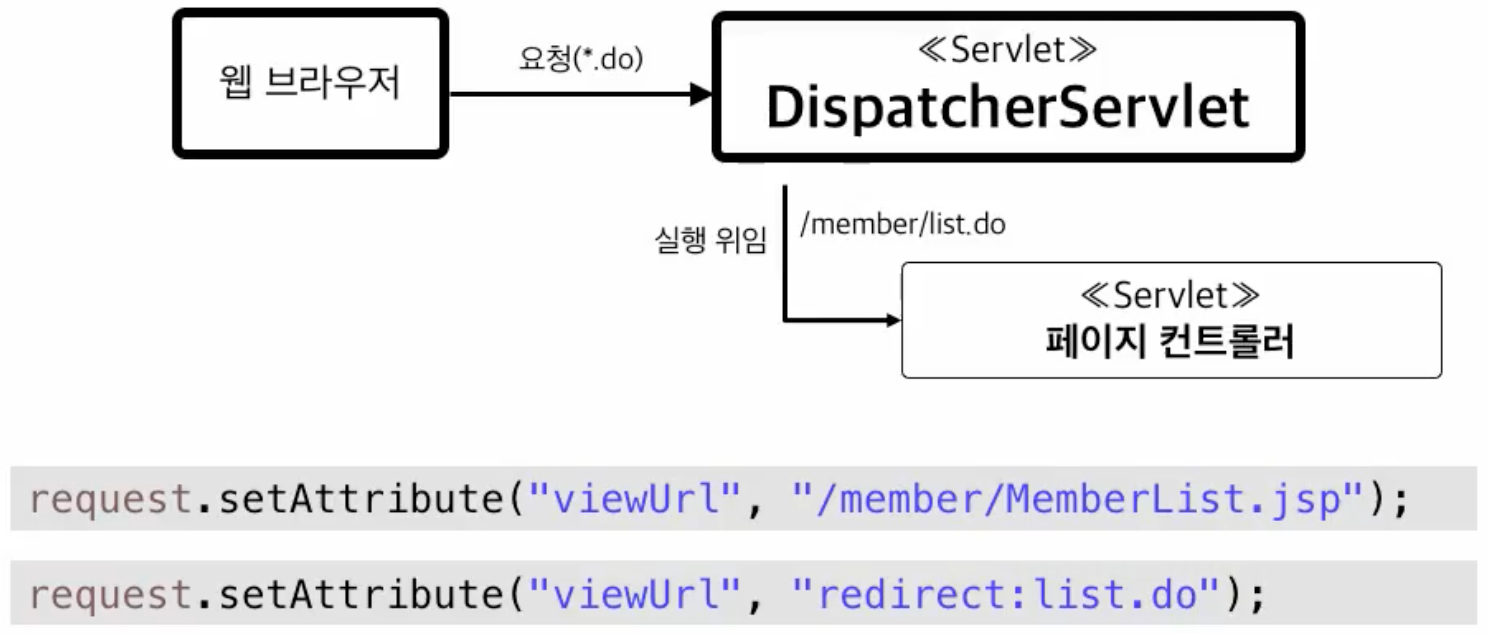 웹 브라우저
요청(*.do)
≪Servlet≫
DispatcherServlet
실행 위임
/member/list.do
≪Servlet≫
페이지 컨트롤러
request.setAttribute("viewUrl", "/member/MemberList.jsp");
request.setAttribute("viewUrl", "redirect:list.do");